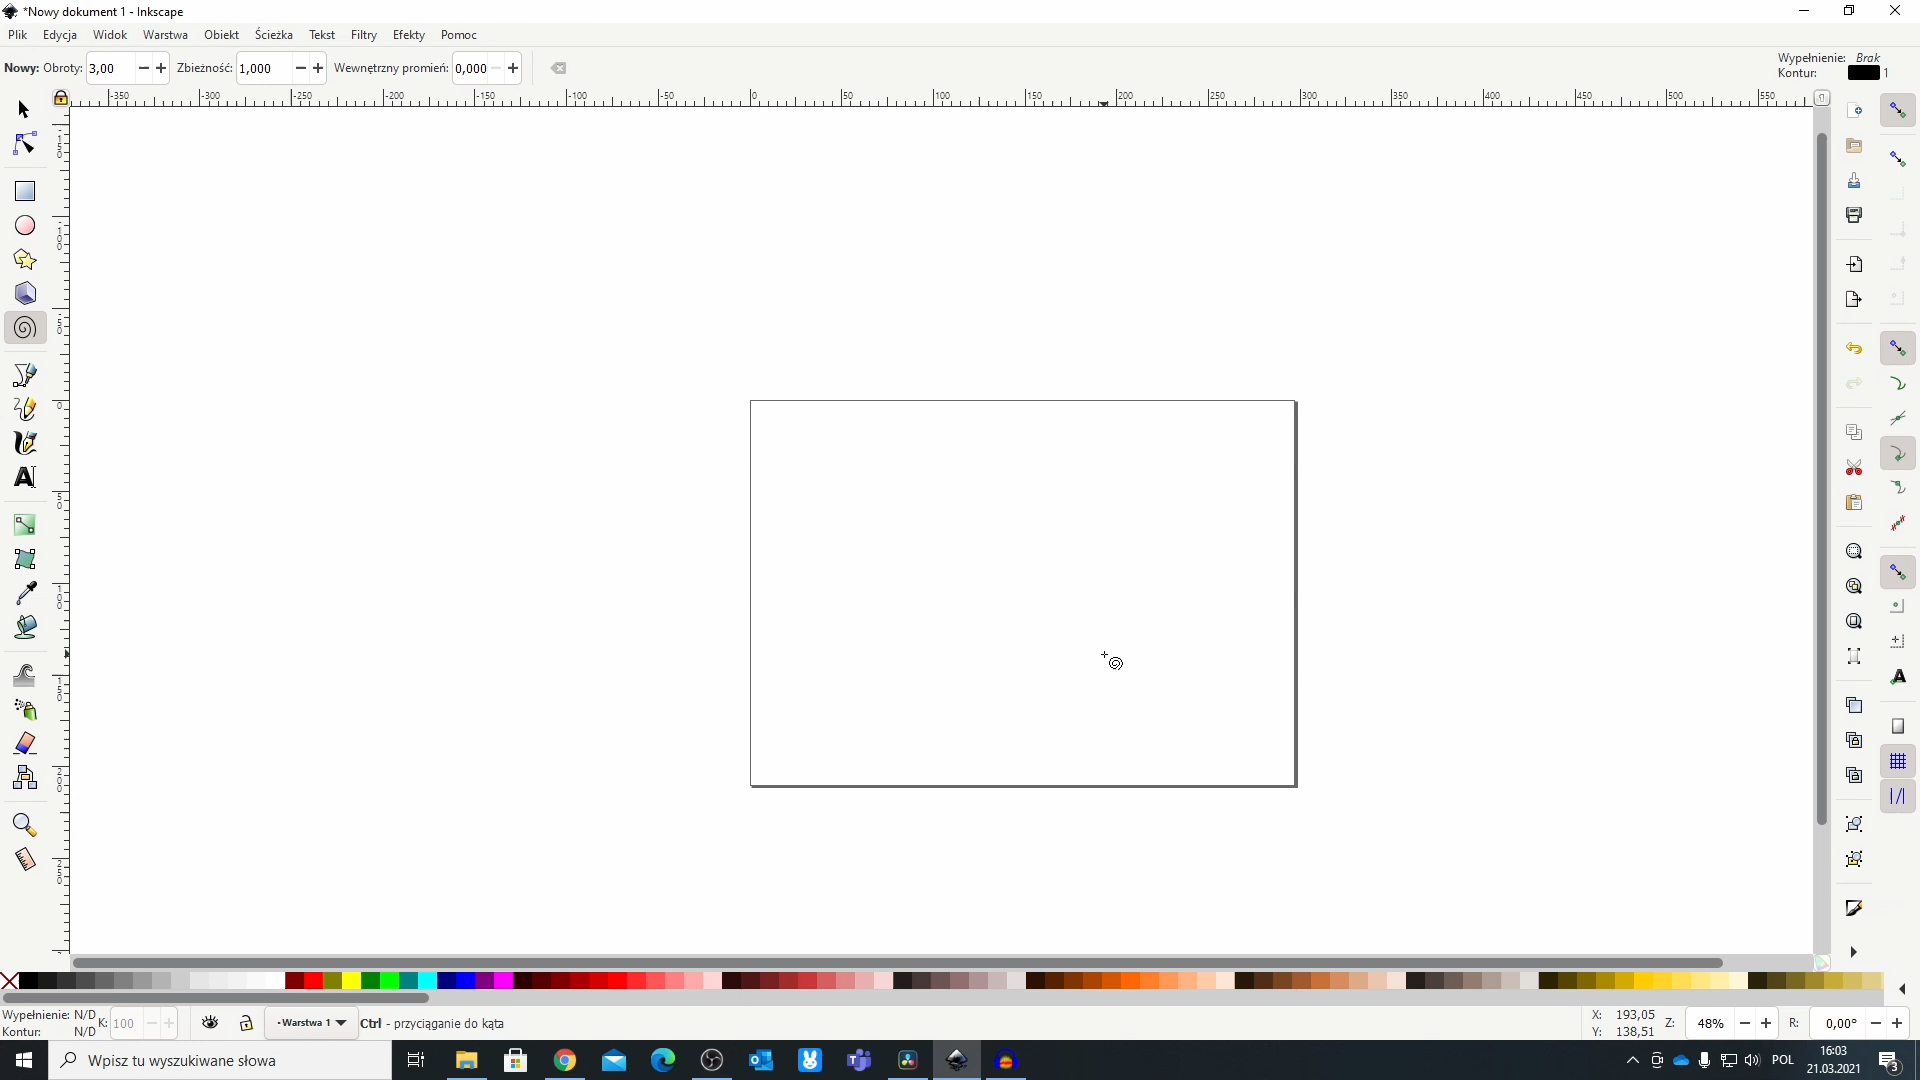 *Nowy dokument 1 - Inkscape
Plik Edycja Widok Warstwa Obiekt Ścieżka Tekst Filtry Efekty Pomoc
Nowy: Obroty: 3,00 Zbieżność: 1,000 Wewnętrzny promień: 0,000
Wypełnienie: Brak
Kontur: 1
-350 -300 -250 -200 -150 -100 -50 0 50 100 150 200 250 300 350 400 450 500 550
Wypełnienie: N/D
Kontur: N/D
K: 100
-Warstwa 1
Ctrl - przyciąganie do kąta
X: 193,05
Y: 138,51
Z: 48%
R: 0,00°
Wpisz tu wyszukiwane słowa
POL
16:03
21.03.2021
3